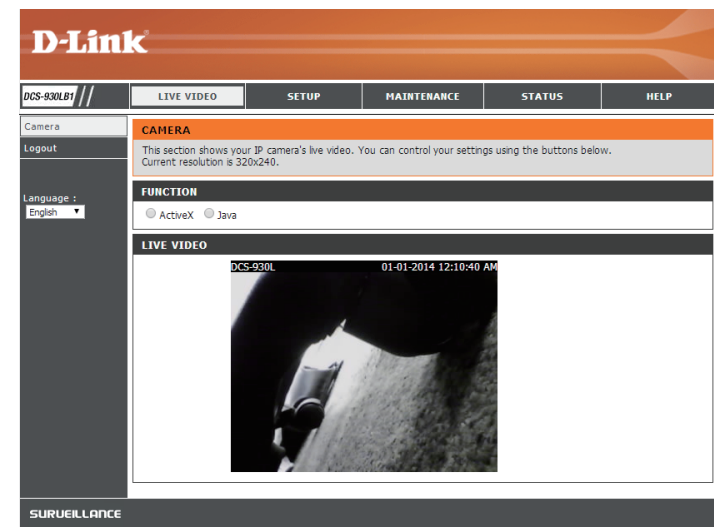 D-Link
DCS-930LB1 // LIVE VIDEO SETUP MAINTENANCE STATUS HELP
Camera
Logout
Language :
English
CAMERA
This section shows your IP camera's live video. You can control your settings using the buttons below.
Current resolution is 320x240.
FUNCTION
ActiveX Java
LIVE VIDEO
DCS-930L 01-01-2014 12:10:40 AM
SURVEILLANCE